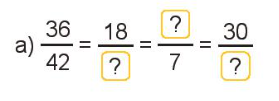 a) 36/42 = 18/? = ?/7 = 30/?